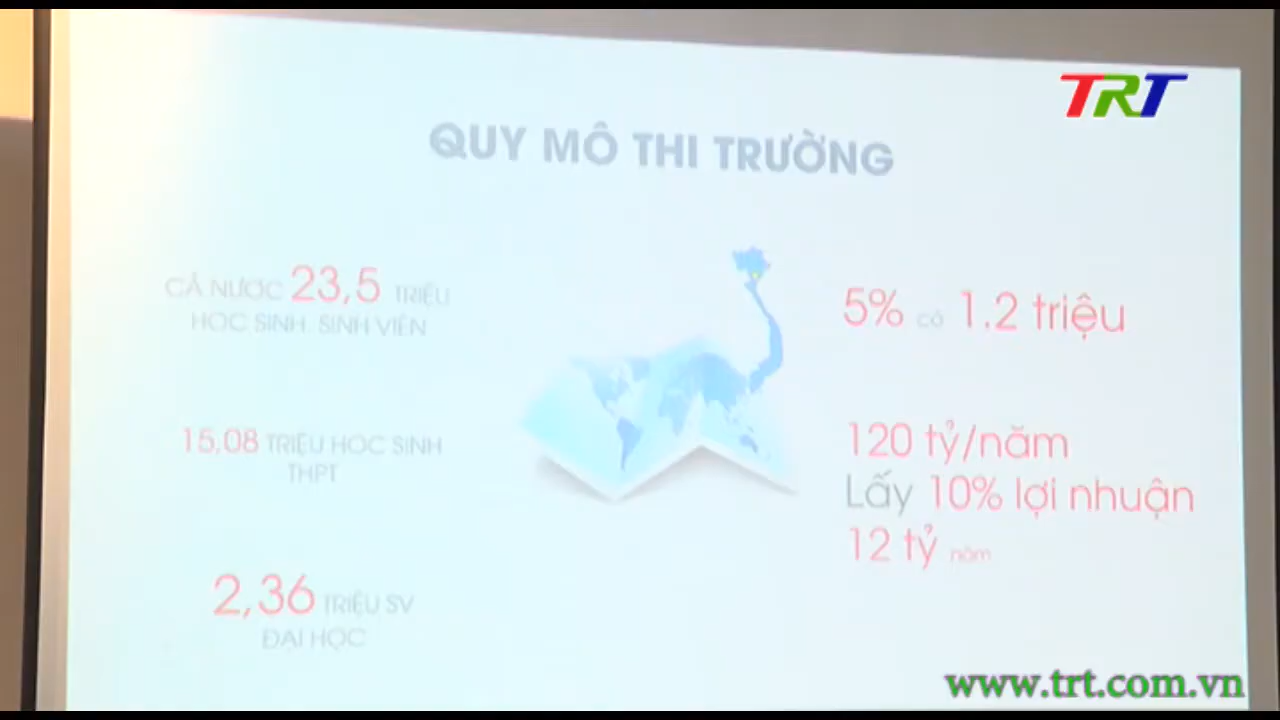 TRT
QUY MÔ THI TRƯỜNG
CẢ NƯỚC 23,5 TRIỆU
HỌC SINH, SINH VIÊN
15,08 TRIỆU HỌC SINH
THPT
2,36 TRIỆU SV
ĐẠI HỌC
5% có 1.2 triệu
120 tỷ/năm
Lấy 10% lợi nhuận
12 tỷ năm
www.trt.com.vn